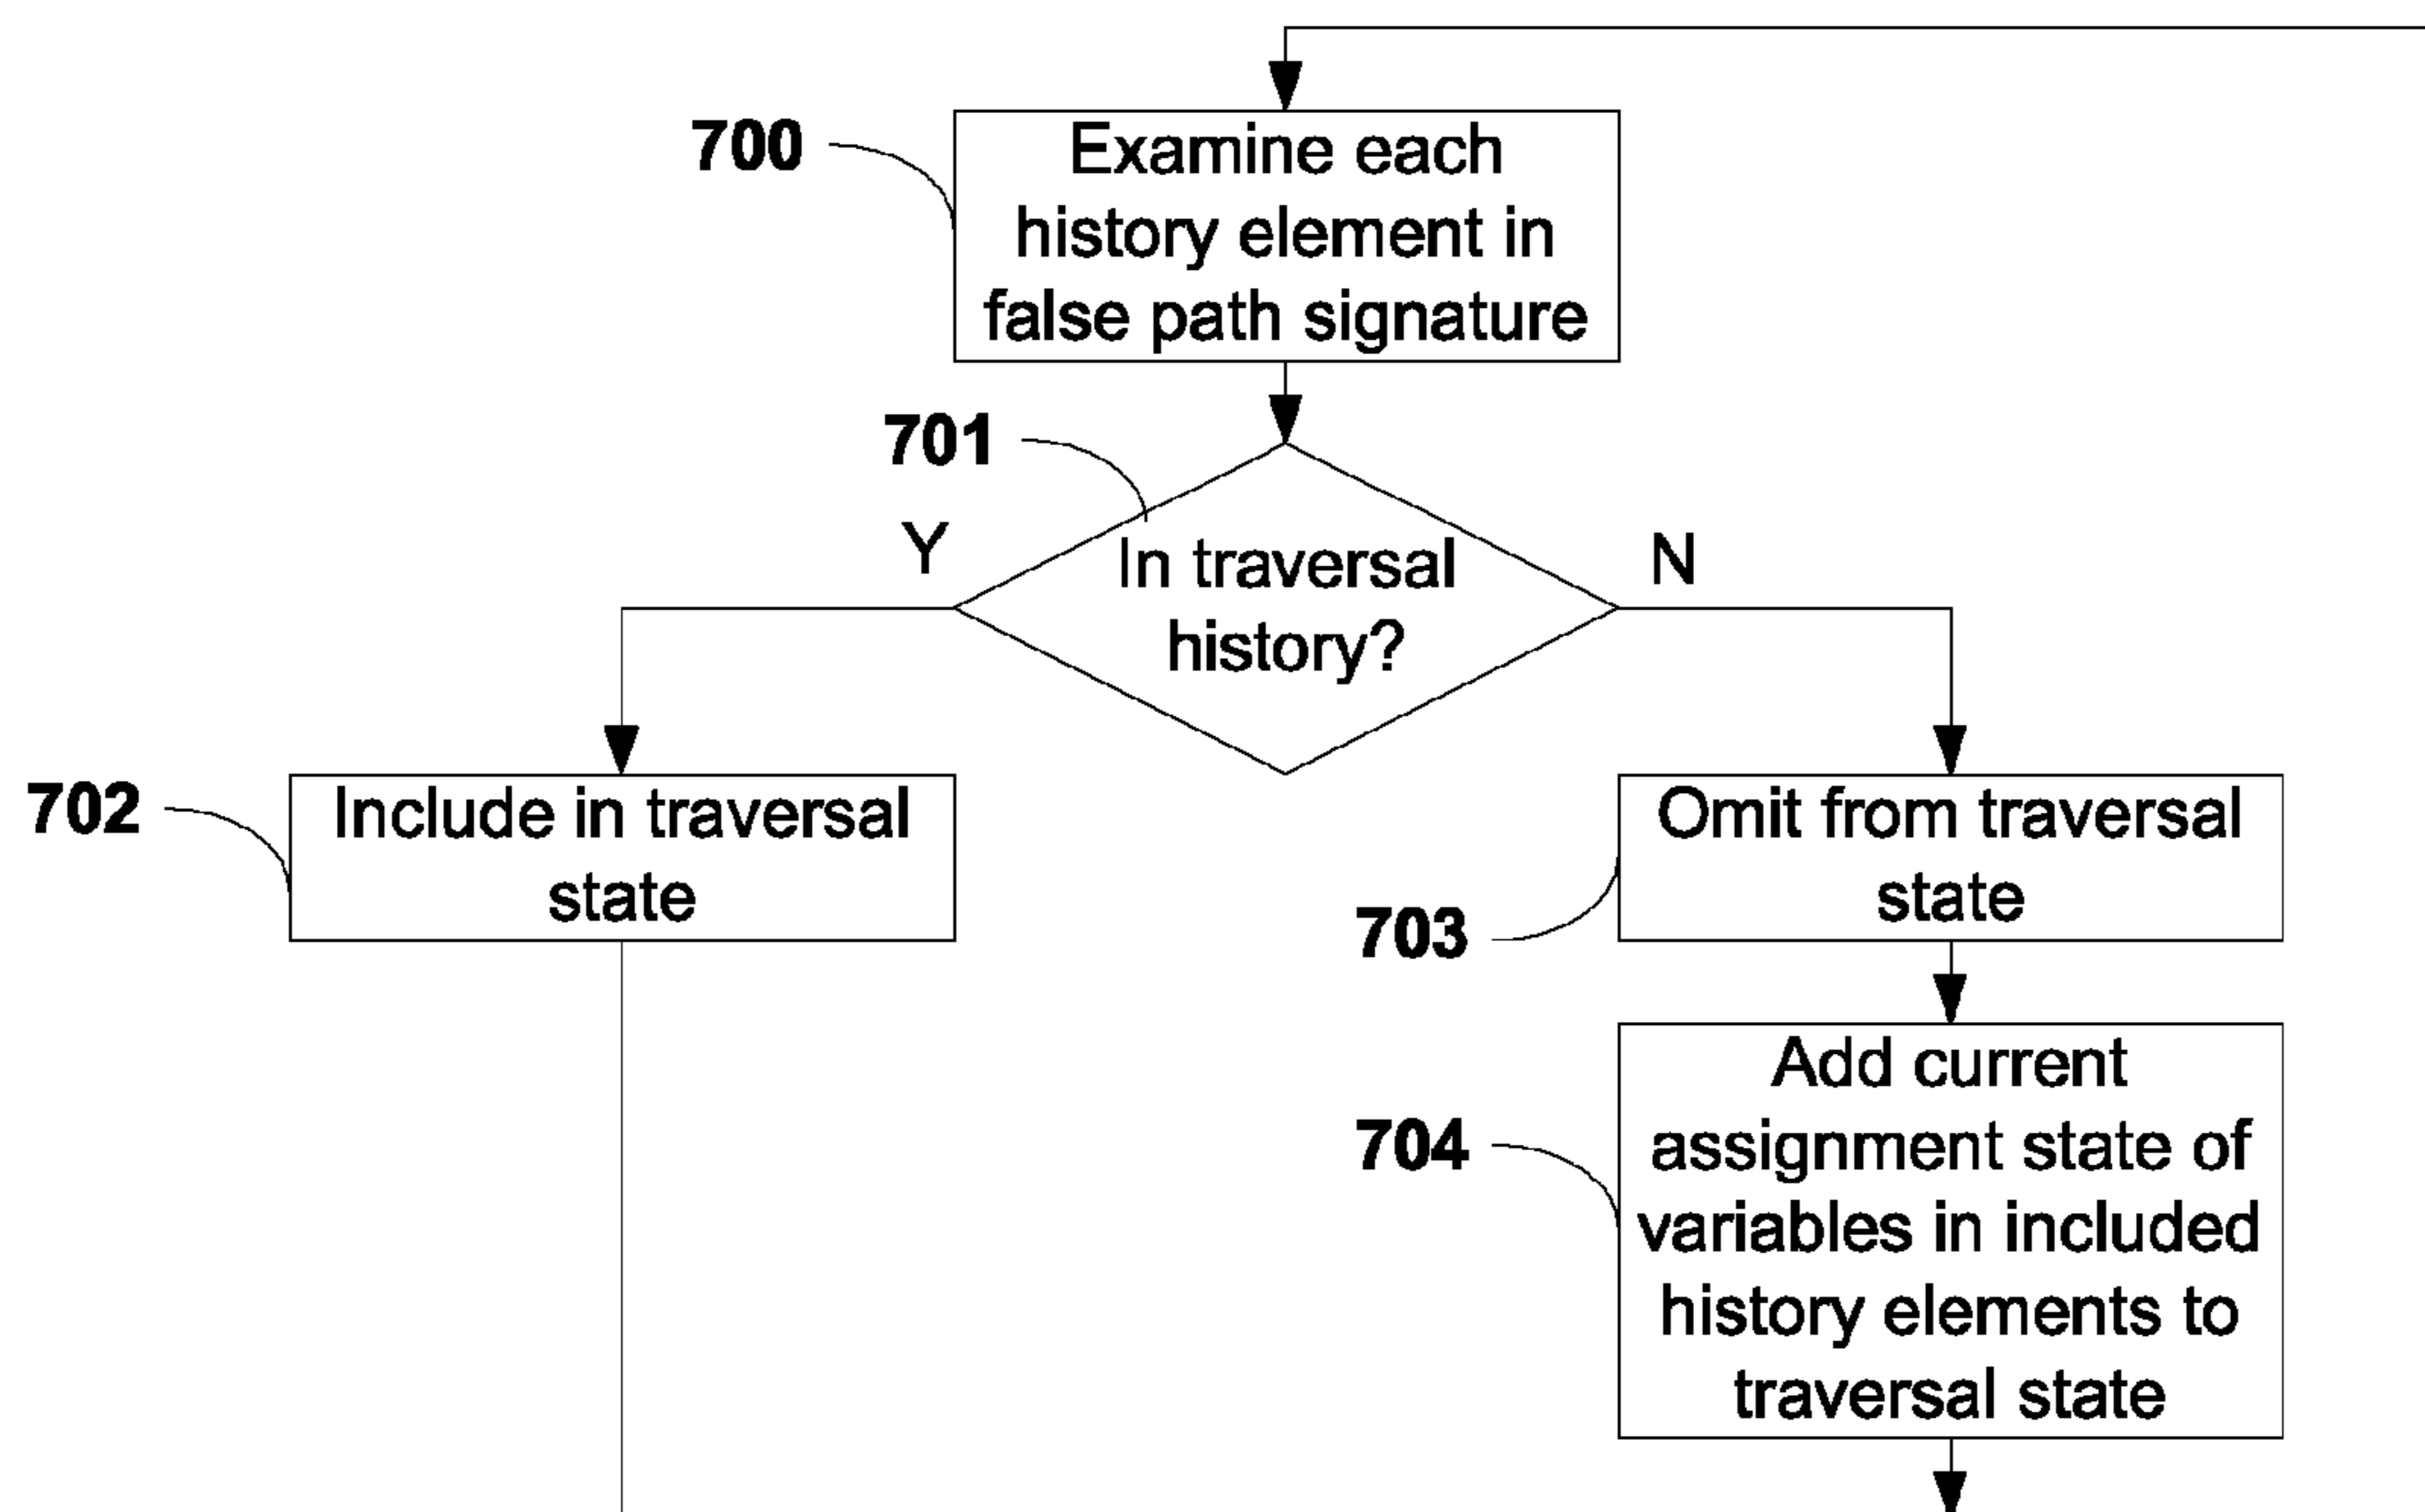 700
Examine each
history element in
false path signature
701
Y
In traversal
history?
N
702
Include in traversal
state
Omit from traversal
state
703
704
Add current
assignment state of
variables in included
history elements to
traversal state